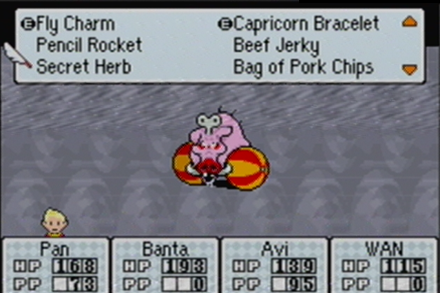 E Fly Charm E Capricorn Bracelet
Pencil Rocket Beef Jerky
Secret Herb Bag of Pork Chips
Pan Banta Avi WAN
HP 168 HP 193 HP 139 HP 115
PP 73 PP 0 PP 95 PP 0